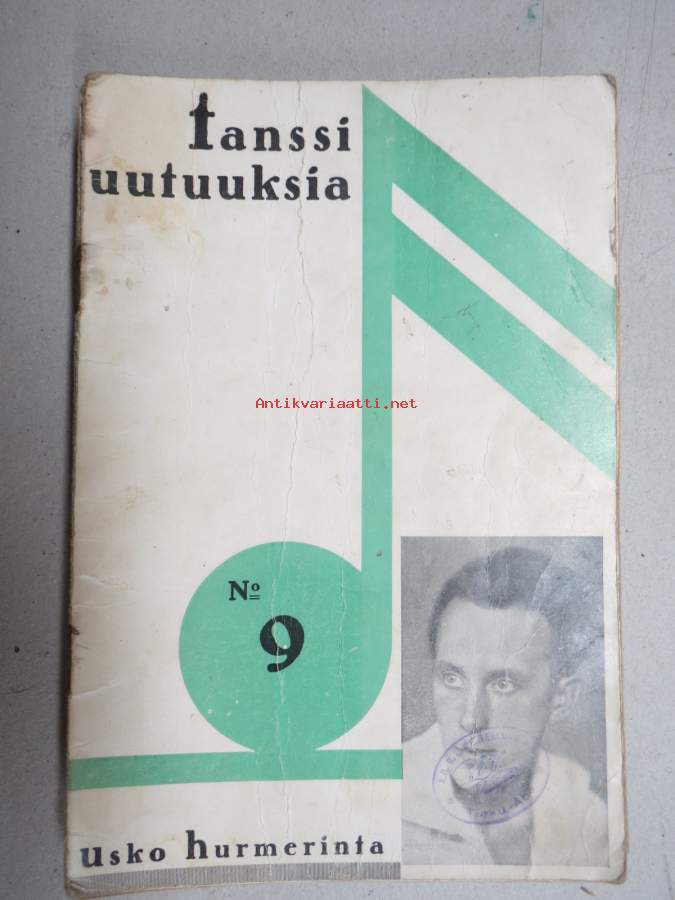 tanssi
uutuuksia
Antikvariaatti.net
Nº
9
usko hurmerinta